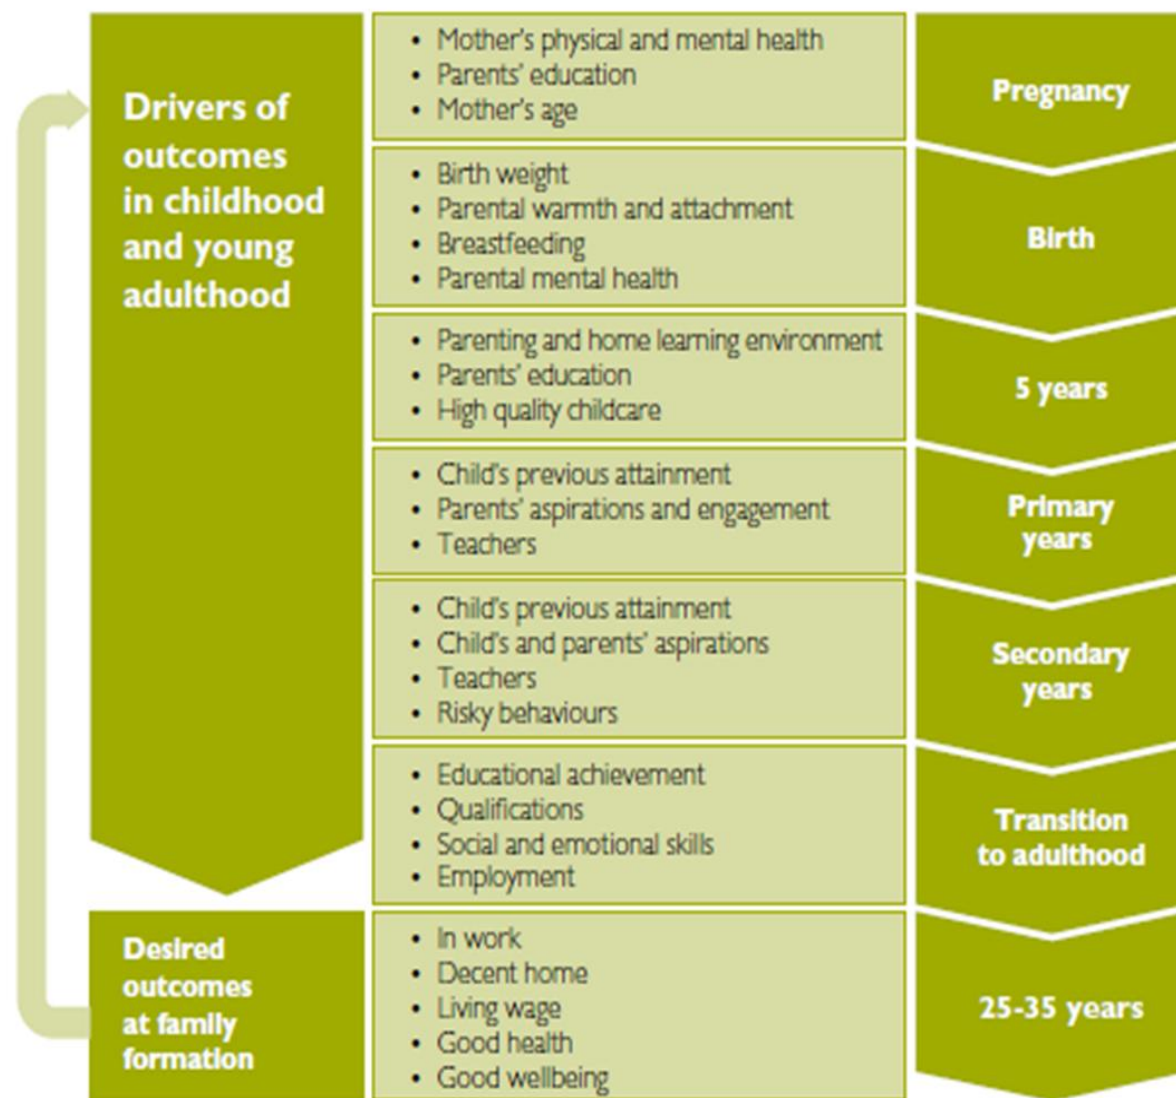 Drivers of
outcomes
in childhood
and young
adulthood
• Mother's physical and mental health
• Parents' education
• Mother's age
Pregnancy
• Birth weight
• Parental warmth and attachment
• Breastfeeding
• Parental mental health
Birth
• Parenting and home learning environment
• Parents' education
• High quality childcare
5 years
• Child's previous attainment
• Parents' aspirations and engagement
• Teachers
Primary
years
• Child's previous attainment
• Child's and parents' aspirations
• Teachers
• Risky behaviours
Secondary
years
• Educational achievement
• Qualifications
• Social and emotional skills
• Employment
Transition
to adulthood
Desired
outcomes
at family
formation
• In work
• Decent home
• Living wage
• Good health
• Good wellbeing
25-35 years